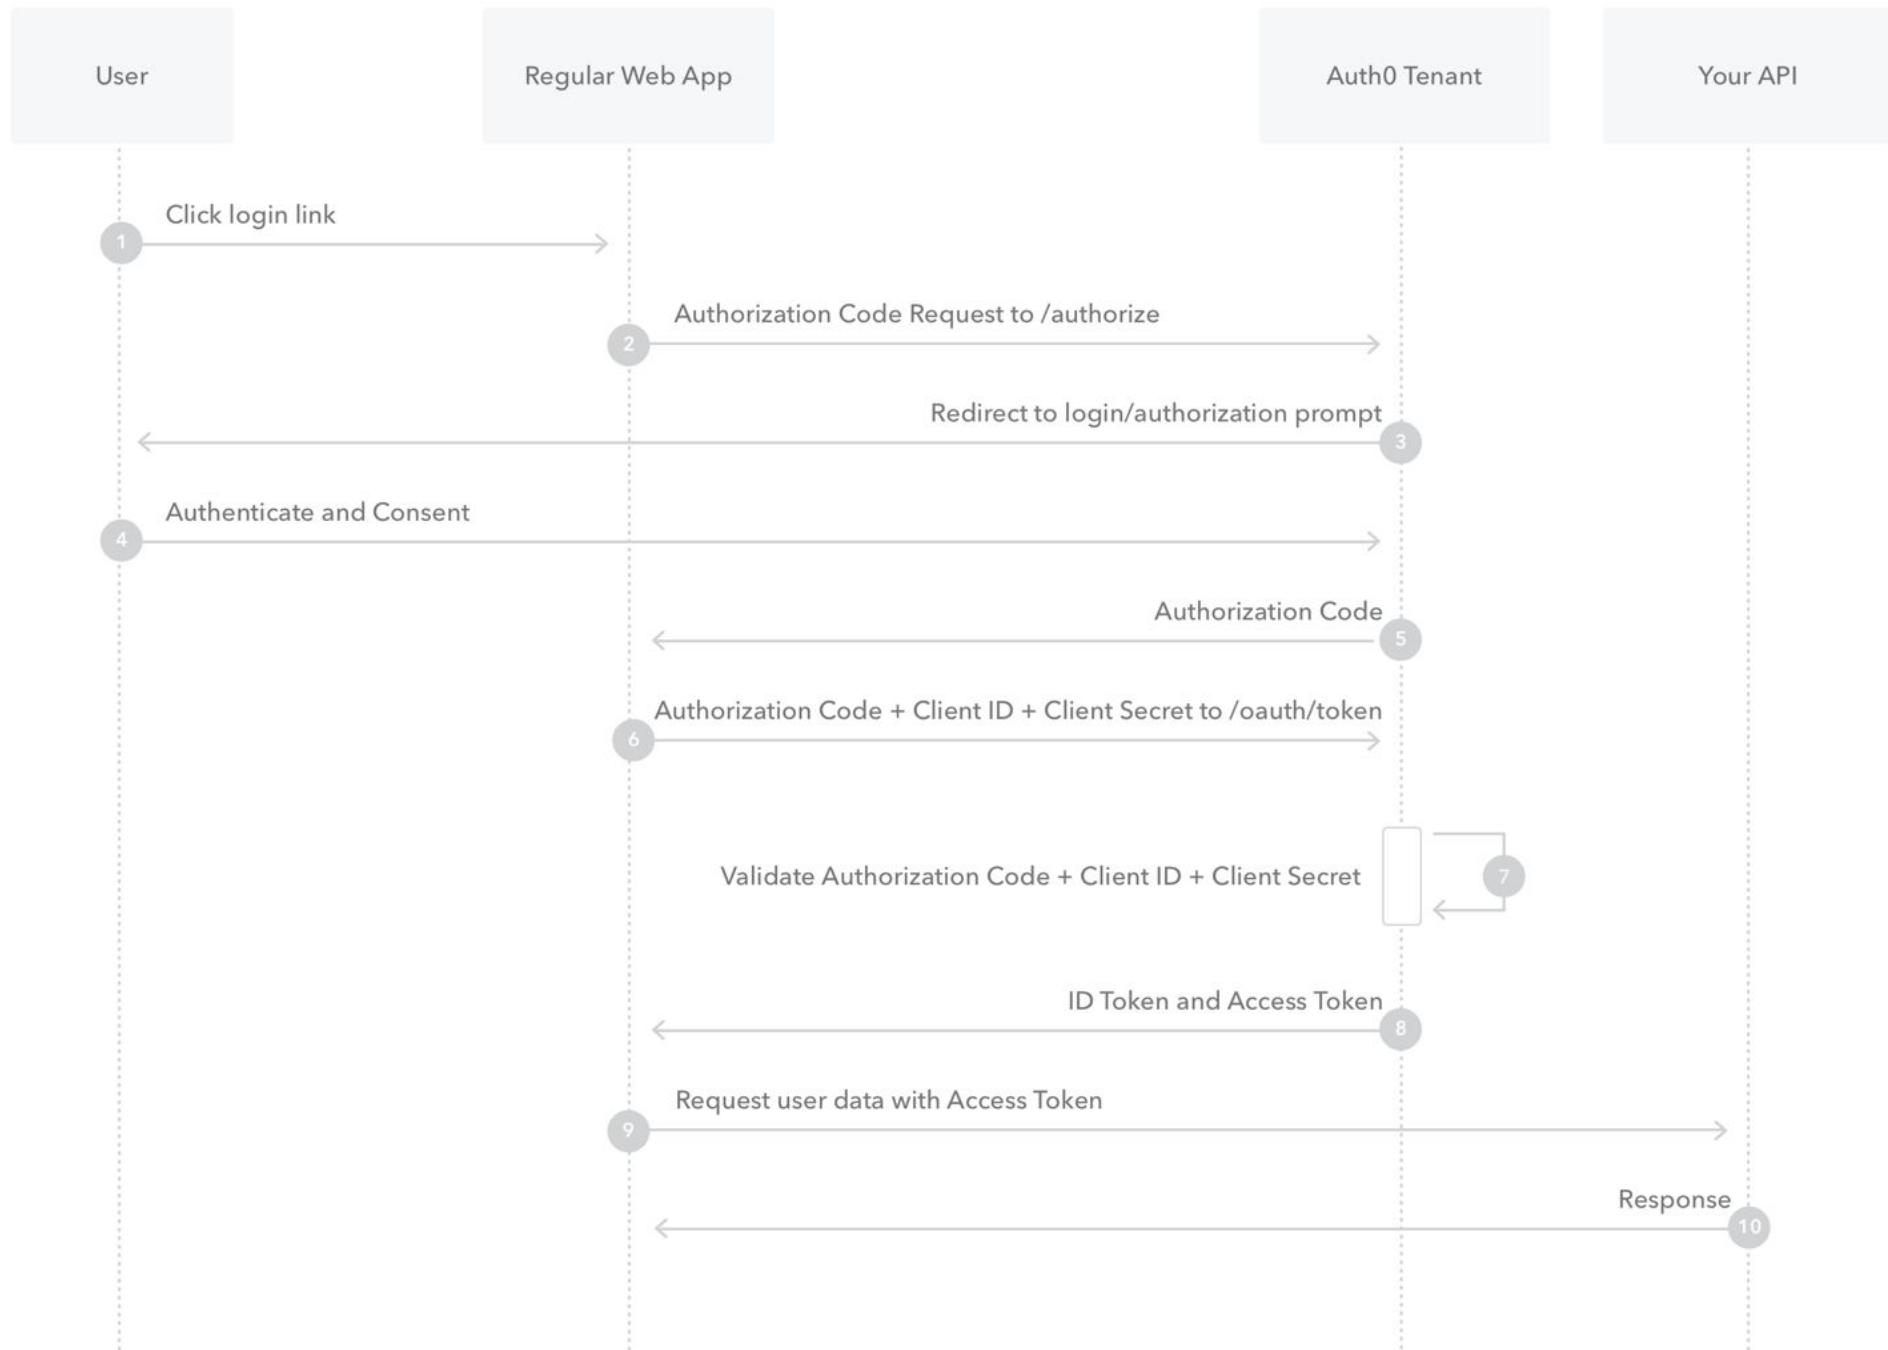 User
Regular Web App
Auth0 Tenant
Your API
Click login link
1
Authorization Code Request to /authorize
2
Redirect to login/authorization prompt
3
Authenticate and Consent
4
Authorization Code
5
Authorization Code + Client ID + Client Secret to /oauth/token
6
Validate Authorization Code + Client ID + Client Secret
7
ID Token and Access Token
8
Request user data with Access Token
9
Response
10